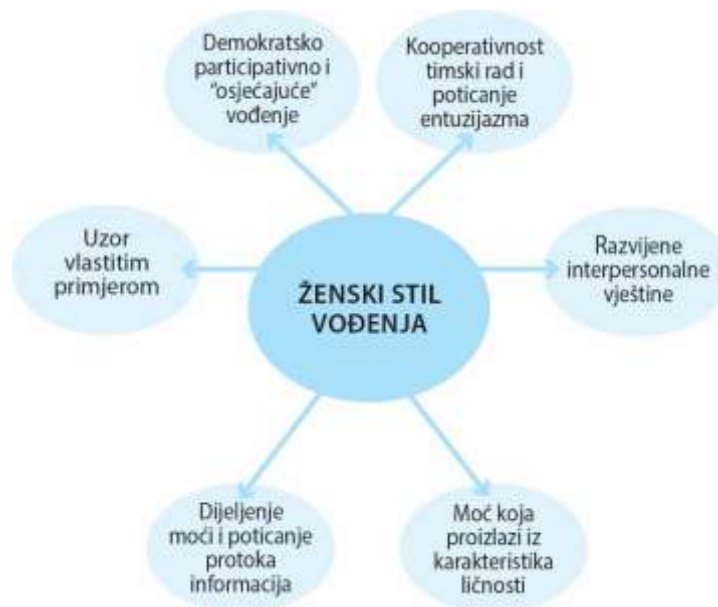 Demokratsko
participativno i
"osjećajuće"
vođenje
Kooperativnost
timski rad i
poticanje
entuzijazma
Uzor
vlastitim
primjerom
ŽENSKI STIL
VOĐENJA
Razvijene
interpersonalne
vještine
Dijeljenje
moći i poticanje
protoka
informacija
Moć koja
proizlazi iz
karakteristika
ličnosti